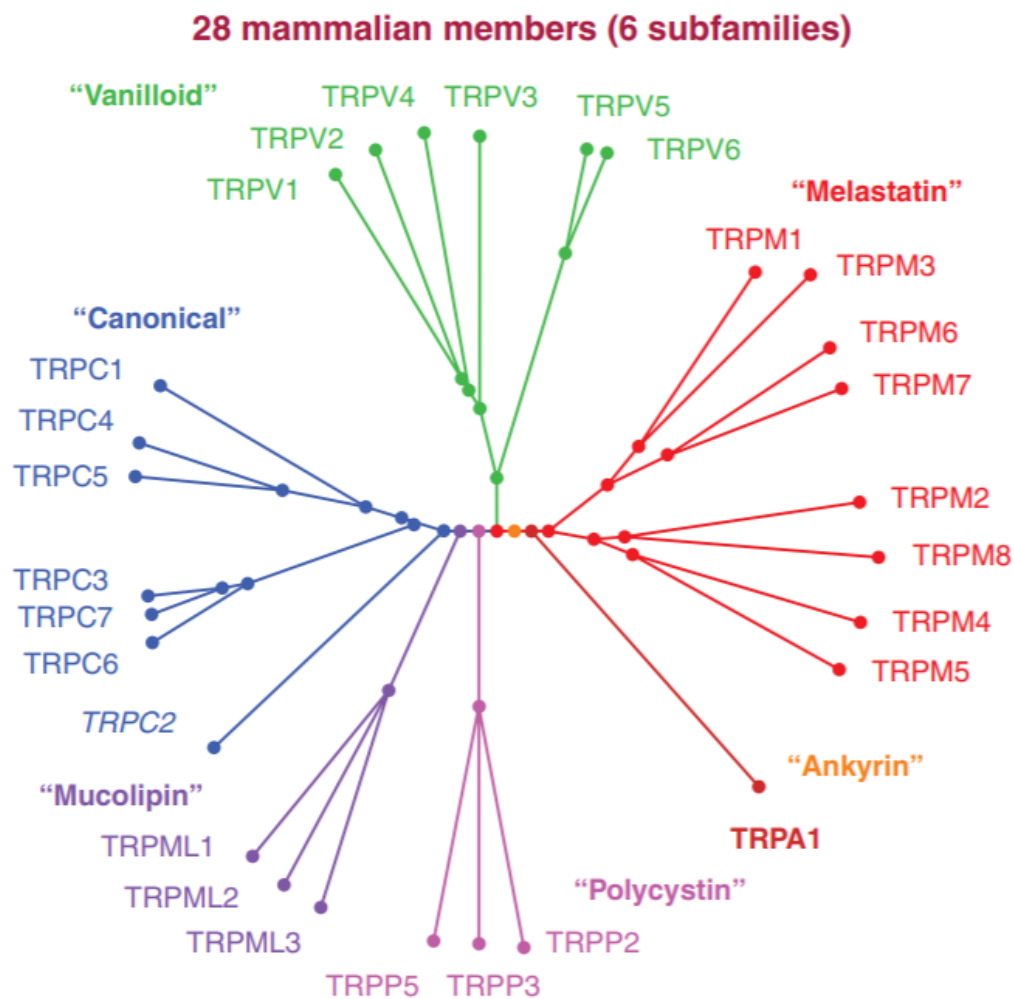 28 mammalian members (6 subfamilies)
“Vanilloid”
TRPV1
TRPV2
TRPV4
TRPV3
TRPV5
TRPV6
“Melastatin”
TRPM1
TRPM3
TRPM6
TRPM7
TRPM2
TRPM8
TRPM4
TRPM5
“Canonical”
TRPC1
TRPC4
TRPC5
TRPC3
TRPC7
TRPC6
TRPC2
“Mucolipin”
TRPML1
TRPML2
TRPML3
“Polycystin”
TRPP5
TRPP3
TRPP2
“Ankyrin”
TRPA1